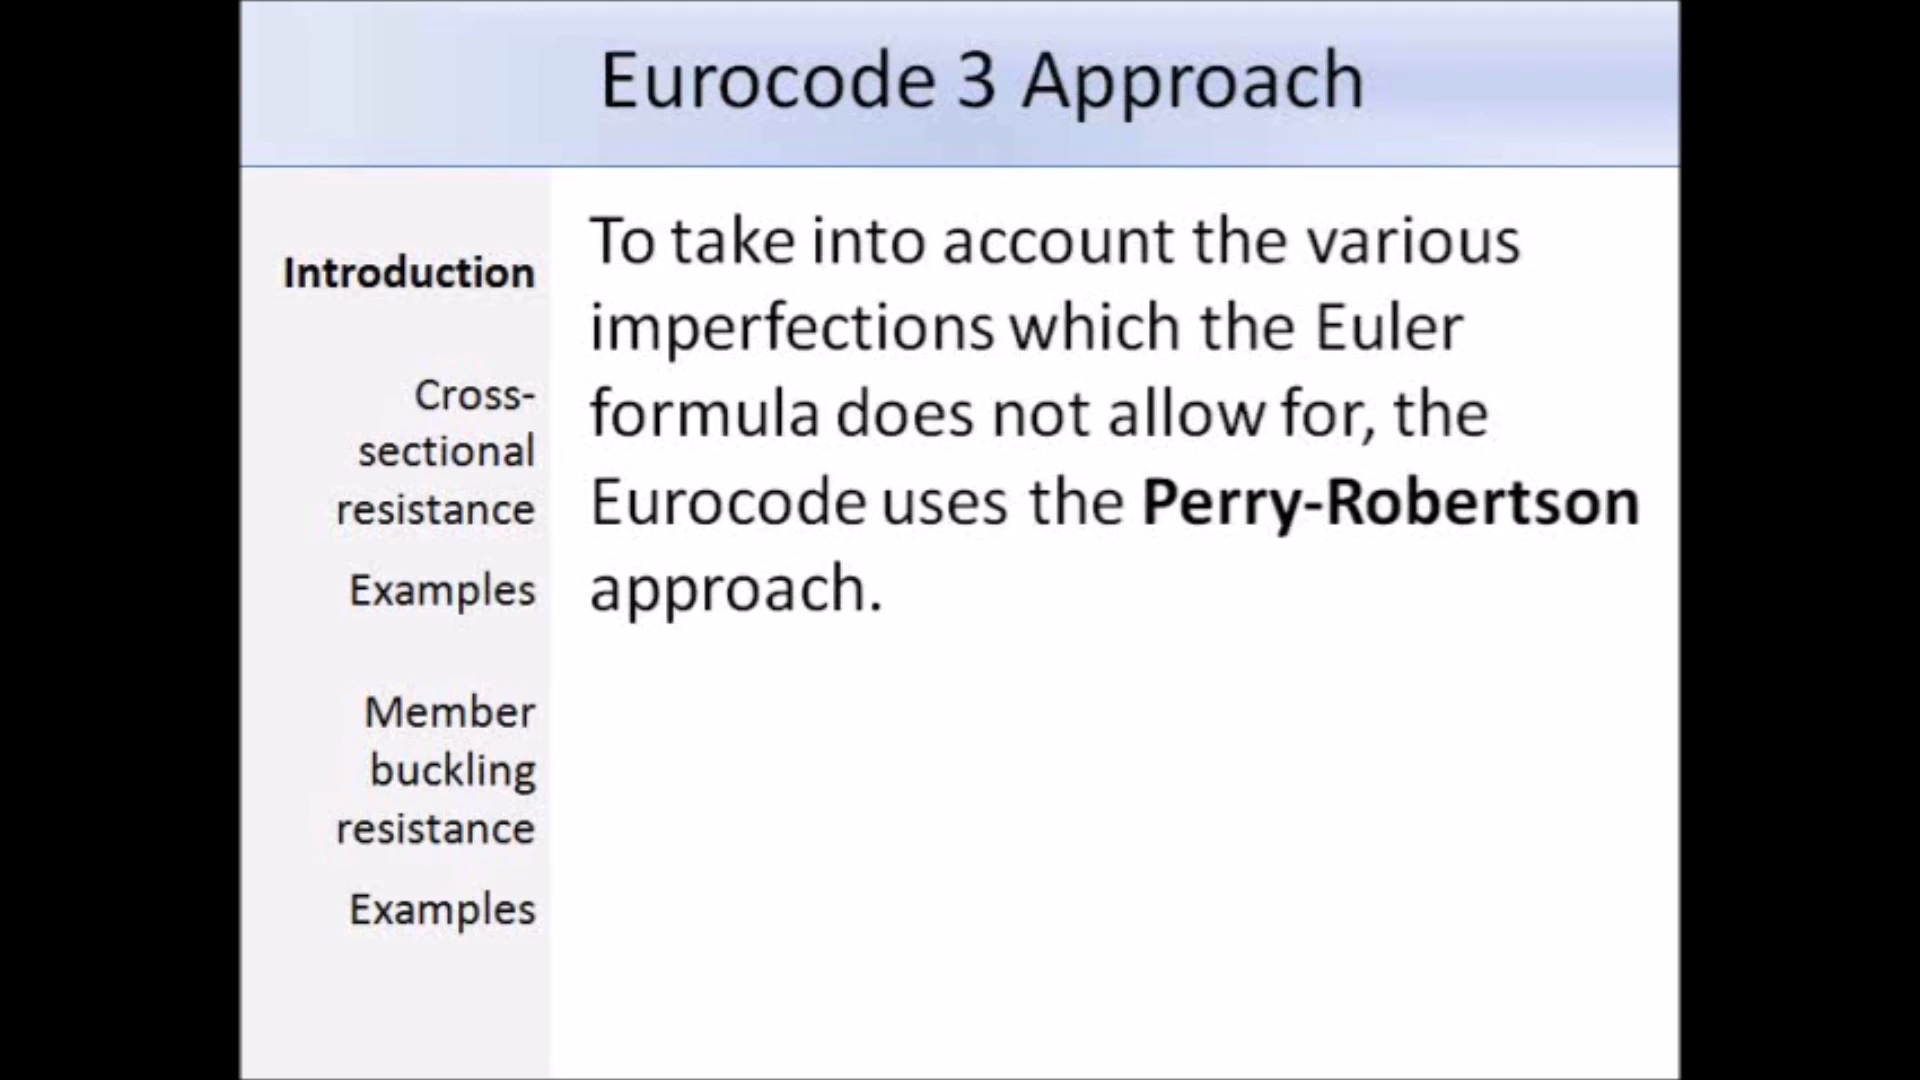 Eurocode 3 Approach
Introduction
Cross-
sectional
resistance
Examples
Member
buckling
resistance
Examples
To take into account the various
imperfections which the Euler
formula does not allow for, the
Eurocode uses the Perry-Robertson
approach.